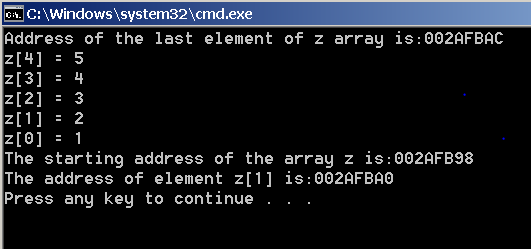 C:\Windows\system32\cmd.exe
Address of the last element of z array is:002AFBAC
z[4] = 5
z[3] = 4
z[2] = 3
z[1] = 2
z[0] = 1
The starting address of the array z is:002AFB98
The address of element z[1] is:002AFBA0
Press any key to continue . . .